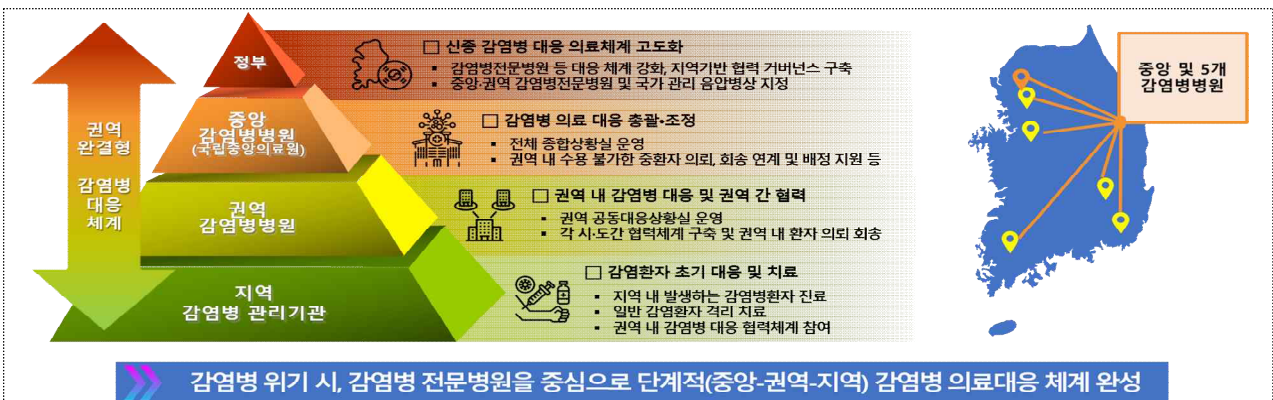 권역
완결형
감염병
대응
체계
정부
□ 신종 감염병 대응 의료체계 고도화
▪ 감염병전문병원 등 대응 체계 강화, 지역기반 협력 거버넌스 구축
▪ 중앙·권역 감염병전문병원 및 국가 관리 음압병상 지정
중앙
감염병병원
(국립중앙의료원)
□ 감염병 의료 대응 총괄·조정
▪ 전체 종합상황실 운영
▪ 권역 내 수용 불가한 중환자 의뢰, 회송 연계 및 배정 지원 등
권역
감염병병원
□ 권역 내 감염병 대응 및 권역 간 협력
▪ 권역 공동대응상황실 운영
▪ 각 시·도간 협력체계 구축 및 권역 내 환자 의뢰 회송
지역
감염병 관리기관
□ 감염환자 초기 대응 및 치료
▪ 지역 내 발생하는 감염병환자 진료
▪ 일반 감염환자 격리 치료
▪ 권역 내 감염병 대응 협력체계 참여
중앙 및 5개
감염병병원
감염병 위기 시, 감염병 전문병원을 중심으로 단계적(중앙-권역-지역) 감염병 의료대응 체계 완성